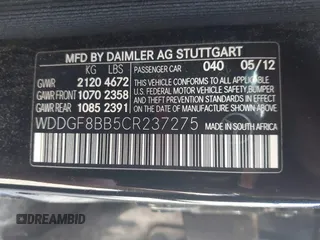 MFD BY DAIMLER AG STUTTGART
KG LBS PASSENGER CAR 040 05/12
GVWR 2120 4672
GAWR FRONT 1070 2358
GAWR REAR 1085 2391
THIS VEHICLE CONFORMS TO ALL APPLICABLE
U.S. FEDERAL MOTOR VEHICLE SAFETY
BUMPER, AND THEFT PREVENTION STANDARDS
IN EFFECT ON THE DATE OF
MANUFACTURE SHOWN ABOVE.
WDDGF8BB5CR237275
MADE IN SOUTH AFRICA
DREAMBID